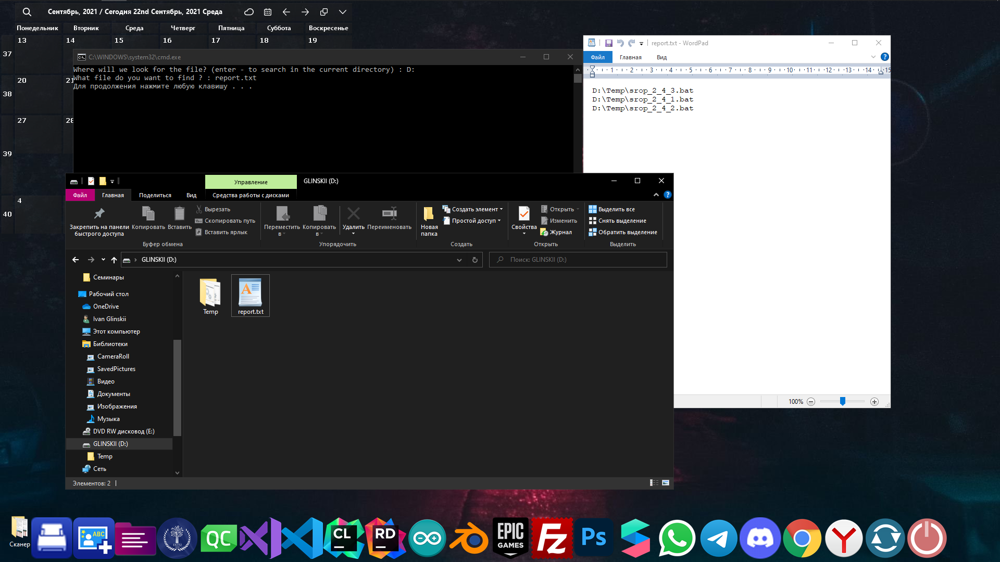 Сентябрь, 2021 / Сегодня 22nd Сентябрь, 2021 Среда
Понедельник Вторник Среда Четверг Пятница Суббота Воскресенье
13 14 15 16 17 18 19
37
20 21
38
27 28
39
4
40
C:\WINDOWS\system32\cmd.exe
Where will we look for the file? (enter - to search in the current directory) : D:
What file do you want to find ? : report.txt
Для продолжения нажмите любую клавишу . . .
report.txt - WordPad
Файл Главная Вид
1 2 3 4 5 6 7 8 9 10 11 12 13 14 15
D:\Temp\srop_2_4_3.bat
D:\Temp\srop_2_4_1.bat
D:\Temp\srop_2_4_2.bat
100%
Управление GLINSKII (D:)
Файл Главная Поделиться Вид Средства работы с дисками
Закрепить на панели быстрого доступа
Копировать
Вставить
Вырезать
Скопировать путь
Вставить ярлык
Буфер обмена
Переместить в
Копировать в
Удалить
Переименовать
Упорядочить
Новая папка
Создать элемент
Простой доступ
Создать
Свойства
Открыть
Изменить
Журнал
Открыть
Выделить все
Снять выделение
Обратить выделение
Выделить
GLINSKII (D:)
Поиск: GLINSKII (D:)
Семинары
Рабочий стол
OneDrive
Ivan Glinskii
Этот компьютер
Библиотеки
CameraRoll
SavedPictures
Видео
Документы
Изображения
Музыка
DVD RW дисковод (E:)
GLINSKII (D:)
Temp
Сеть
Temp
report.txt
Элементов: 2
Сканер
ABC
EKTU
QC
CL
RD
EPIC GAMES
Fz
Ps